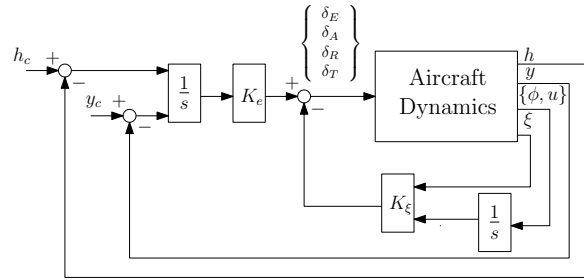 h_c
+
−
y_c
+
−
1/s
K_e
+
−
δ_E
δ_A
δ_R
δ_T
Aircraft
Dynamics
h
y
{ϕ, u}
ξ
K_ξ
1/s